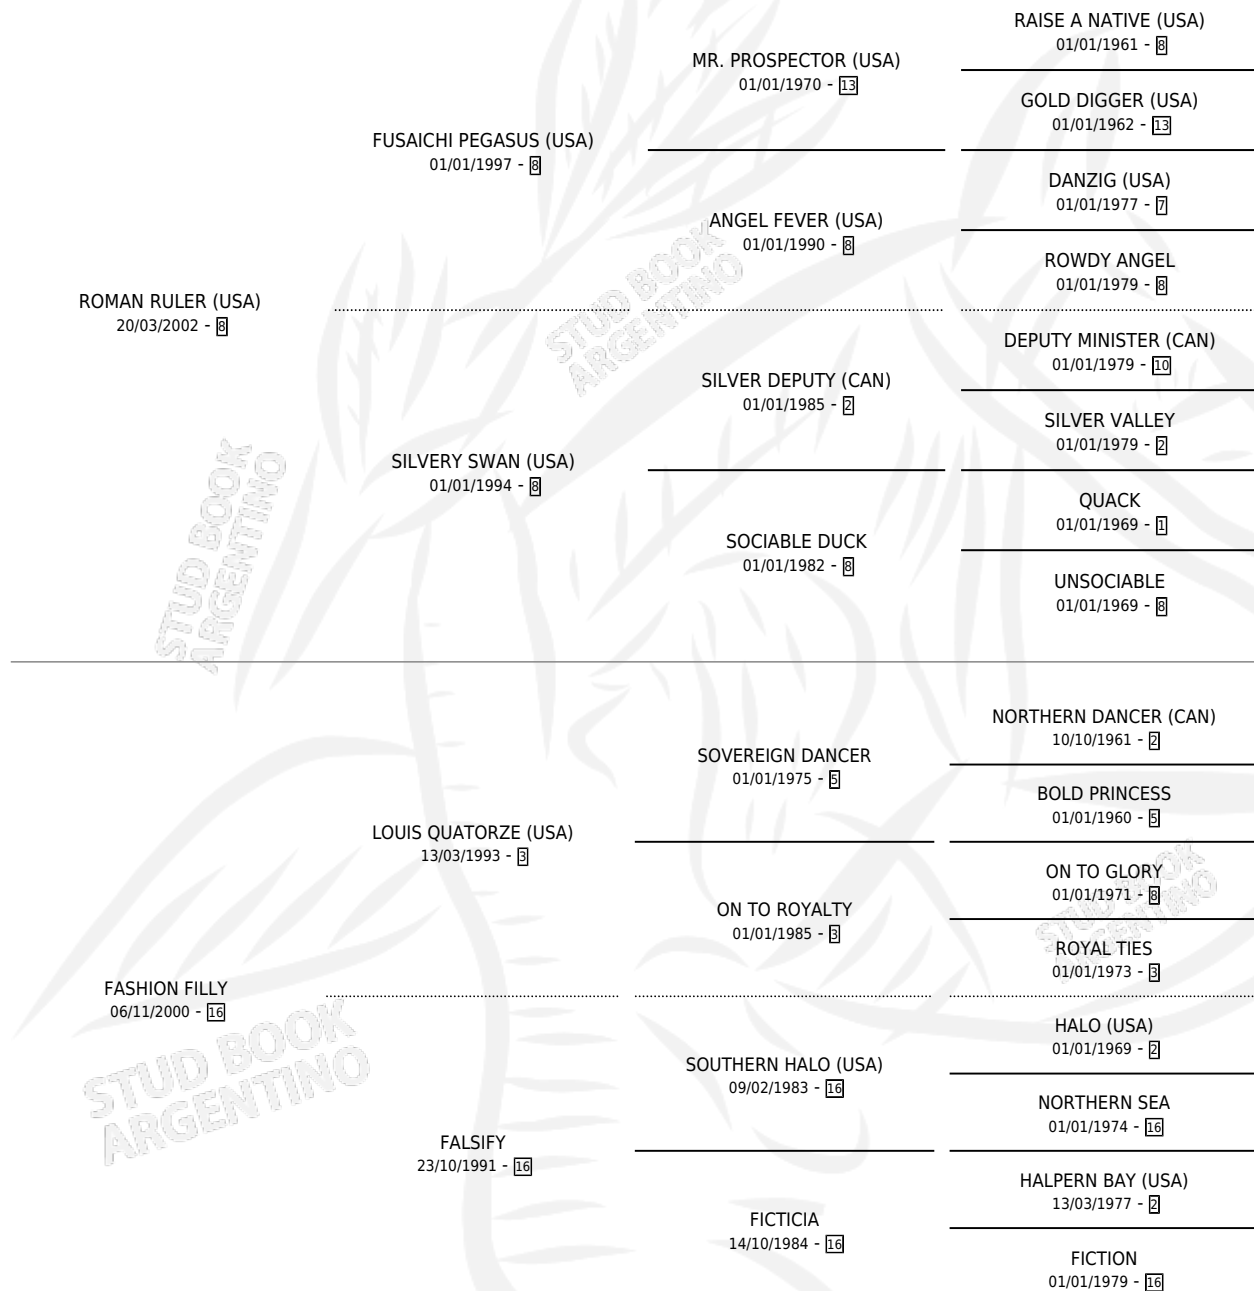 RAISE A NATIVE (USA)
01/01/1961 - 8
MR. PROSPECTOR (USA)
01/01/1970 - 13
GOLD DIGGER (USA)
01/01/1962 - 13
FUSAICHI PEGASUS (USA)
01/01/1997 - 8
DANZIG (USA)
01/01/1977 - 7
ANGEL FEVER (USA)
01/01/1990 - 8
ROWDY ANGEL
01/01/1979 - 8
ROMAN RULER (USA)
20/03/2002 - 8
STUD BOOK
ARGENTINO
DEPUTY MINISTER (CAN)
01/01/1979 - 10
SILVER DEPUTY (CAN)
01/01/1985 - 2
SILVER VALLEY
01/01/1979 - 2
SILVERY SWAN (USA)
01/01/1994 - 8
QUACK
01/01/1969 - 1
SOCIABLE DUCK
01/01/1982 - 8
UNSOCIABLE
01/01/1969 - 8
STUD BOOK
ARGENTINO
NORTHERN DANCER (CAN)
10/10/1961 - 2
SOVEREIGN DANCER
01/01/1975 - 5
BOLD PRINCESS
01/01/1960 - 5
LOUIS QUATORZE (USA)
13/03/1993 - 3
ON TO GLORY
01/01/1971 - 8
ON TO ROYALTY
01/01/1985 - 3
ROYAL TIES
01/01/1973 - 3
STUD BOOK
ARGENTINO
FASHION FILLY
06/11/2000 - 16
HALO (USA)
01/01/1969 - 2
SOUTHERN HALO (USA)
09/02/1983 - 16
NORTHERN SEA
01/01/1974 - 16
STUD BOOK
ARGENTINO
FALSIFY
23/10/1991 - 16
HALPERN BAY (USA)
13/03/1977 - 2
FICTICIA
14/10/1984 - 16
FICTION
01/01/1979 - 16